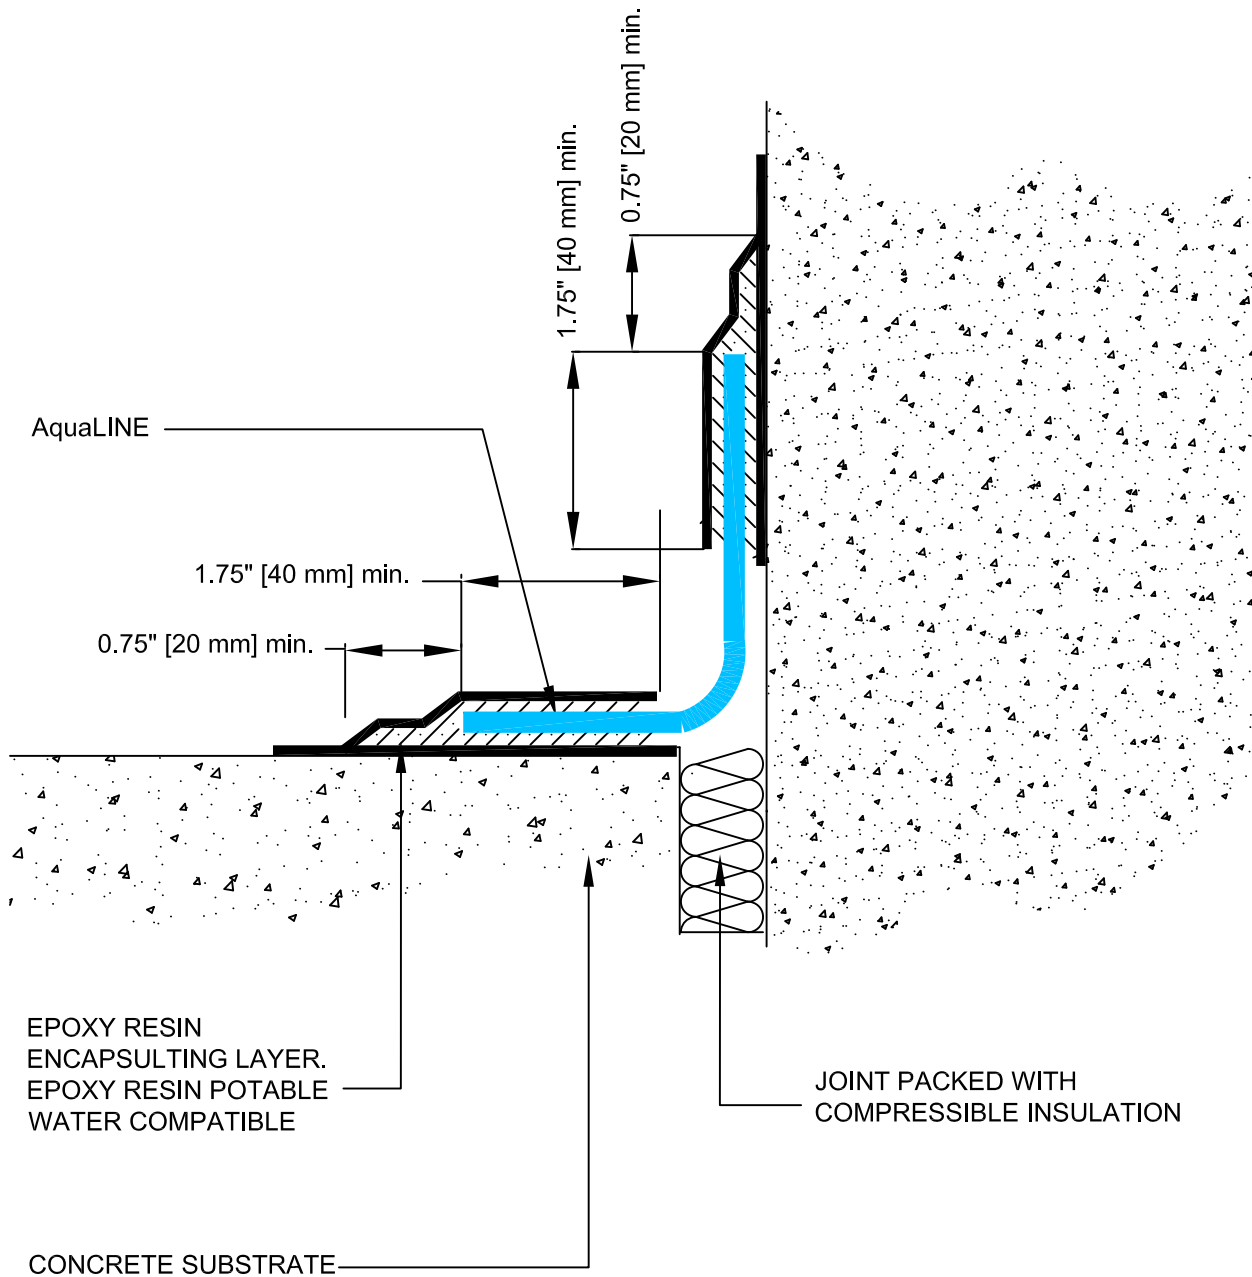 0.75" [20 mm] min.
1.75" [40 mm] min.
AquaLINE
1.75" [40 mm] min.
0.75" [20 mm] min.
EPOXY RESIN
ENCAPSULTING LAYER.
EPOXY RESIN POTABLE
WATER COMPATIBLE
JOINT PACKED WITH
COMPRESSIBLE INSULATION
CONCRETE SUBSTRATE